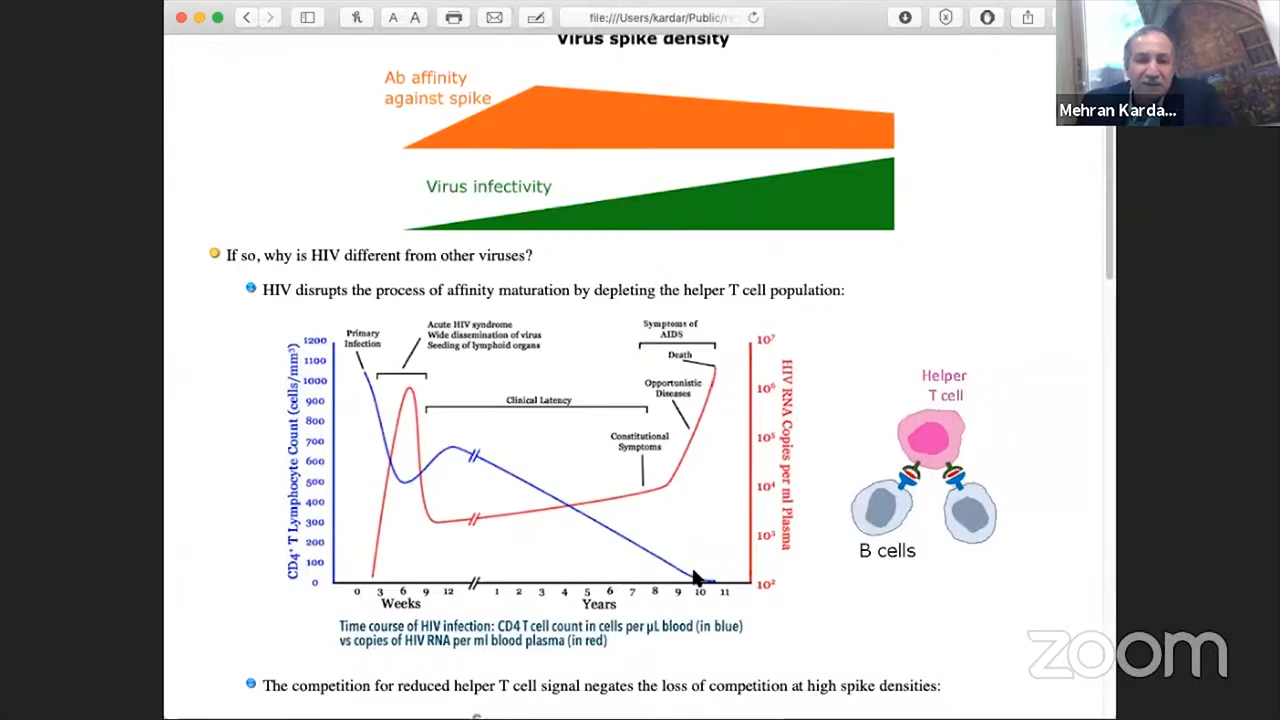 A A
file:///Users/kardar/Public/re
Mehran Karda...
Virus spike density
Ab affinity
against spike
Virus infectivity
If so, why is HIV different from other viruses?
HIV disrupts the process of affinity maturation by depleting the helper T cell population:
CD4⁺ T Lymphocyte Count (cells/mm³)
1200
1100
1000
900
800
700
600
500
400
300
200
100
0
Primary
Infection
Acute HIV syndrome
Wide dissemination of virus
Seeding of lymphoid organs
Clinical Latency
Symptoms of
AIDS
Death
Opportunistic
Diseases
Constitutional
Symptoms
10⁷
10⁶
10⁵
10⁴
10³
10²
HIV RNA Copies per ml Plasma
0 3 6 9 12 1 2 3 4 5 6 7 8 9 10 11
Weeks Years
Time course of HIV infection: CD4 T cell count in cells per µL blood (in blue)
vs copies of HIV RNA per ml blood plasma (in red)
Helper
T cell
B cells
The competition for reduced helper T cell signal negates the loss of competition at high spike densities:
zoom